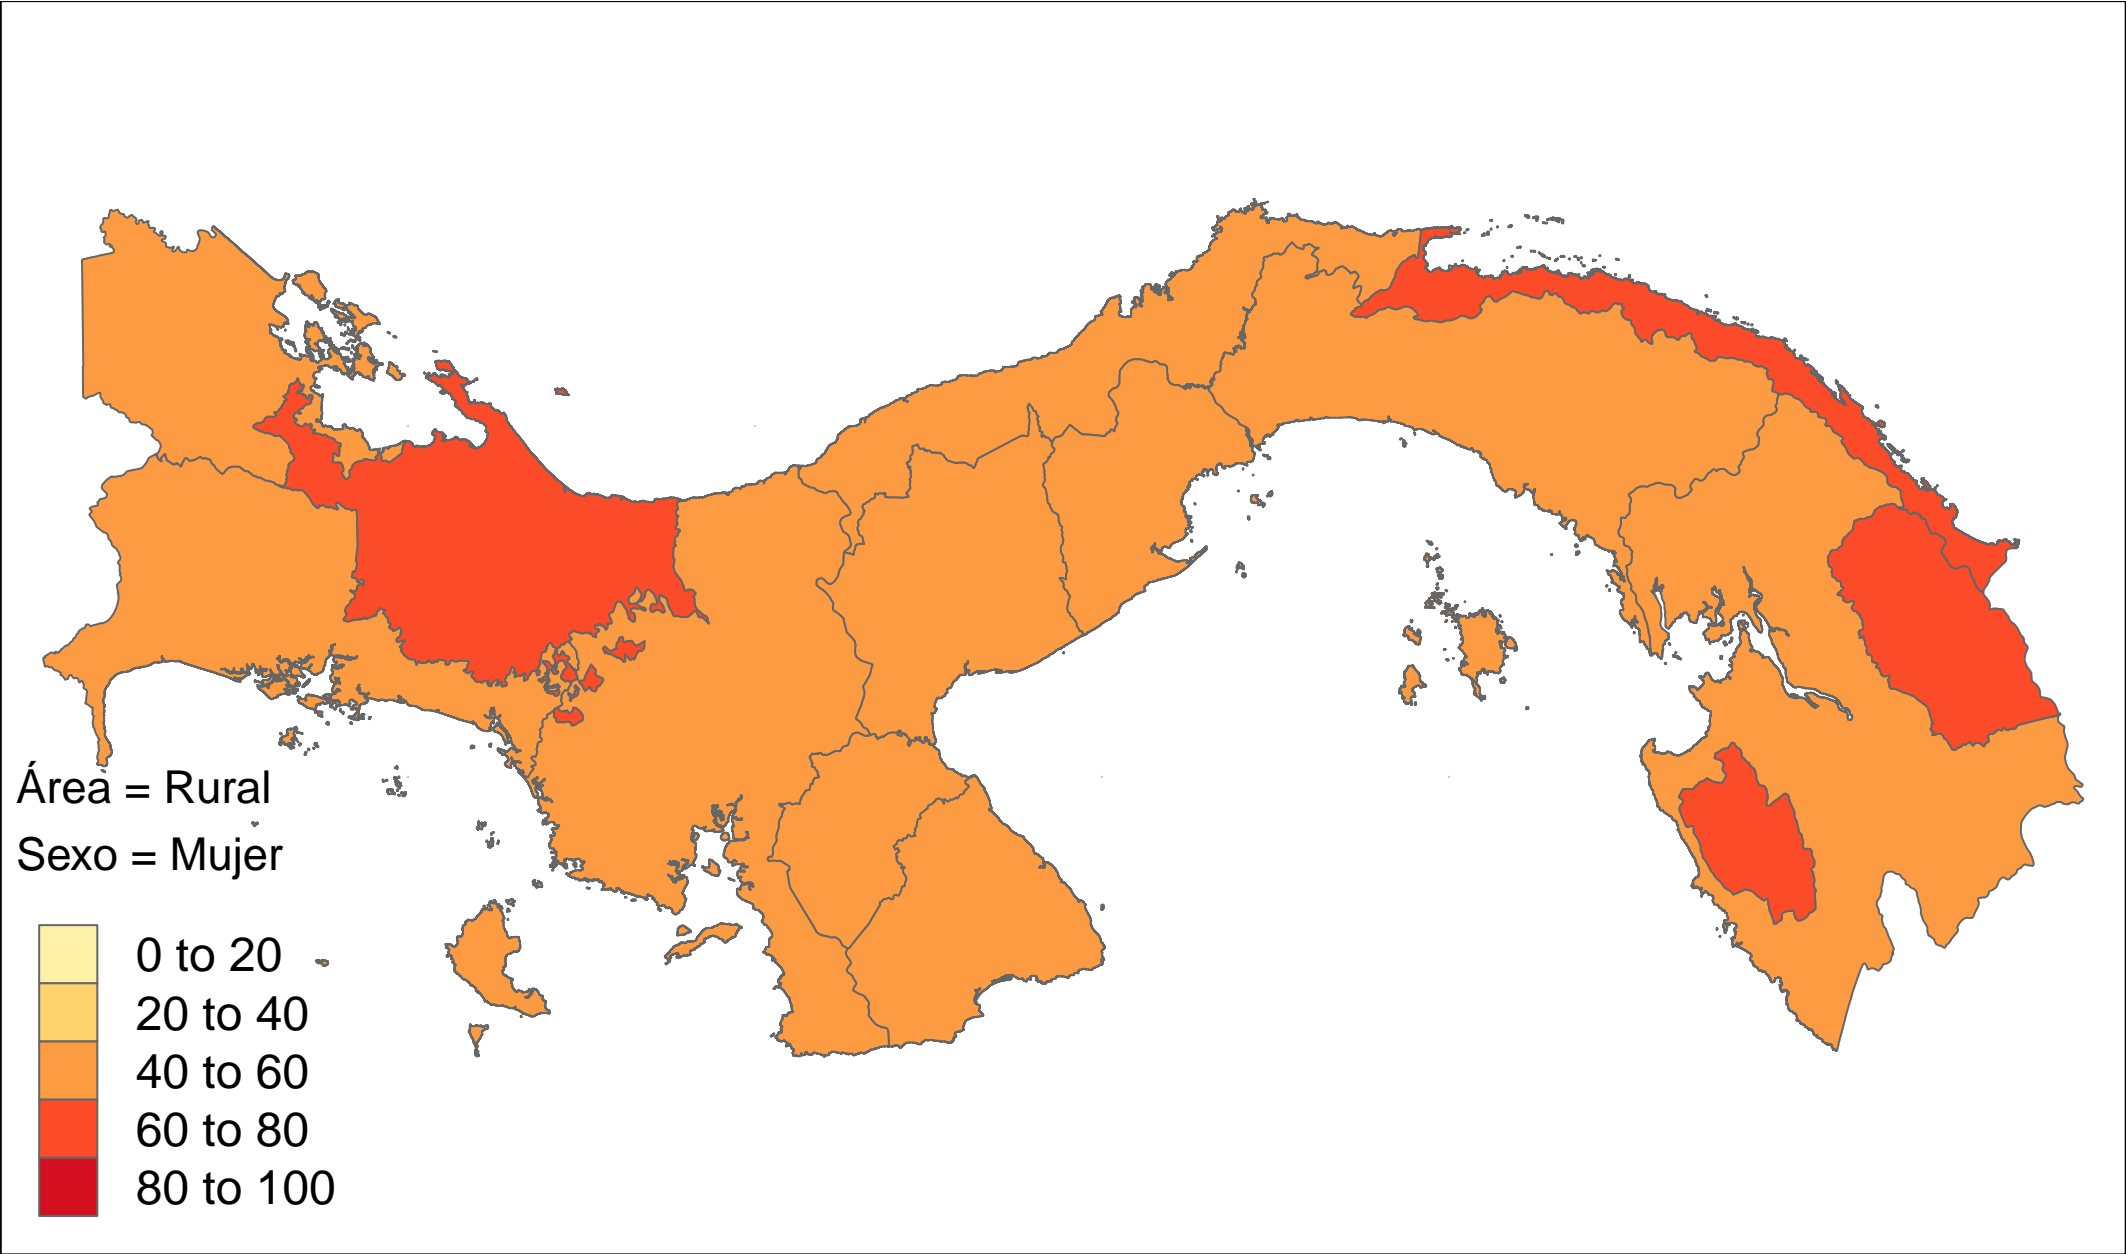 Área = Rural
Sexo = Mujer
0 to 20
20 to 40
40 to 60
60 to 80
80 to 100